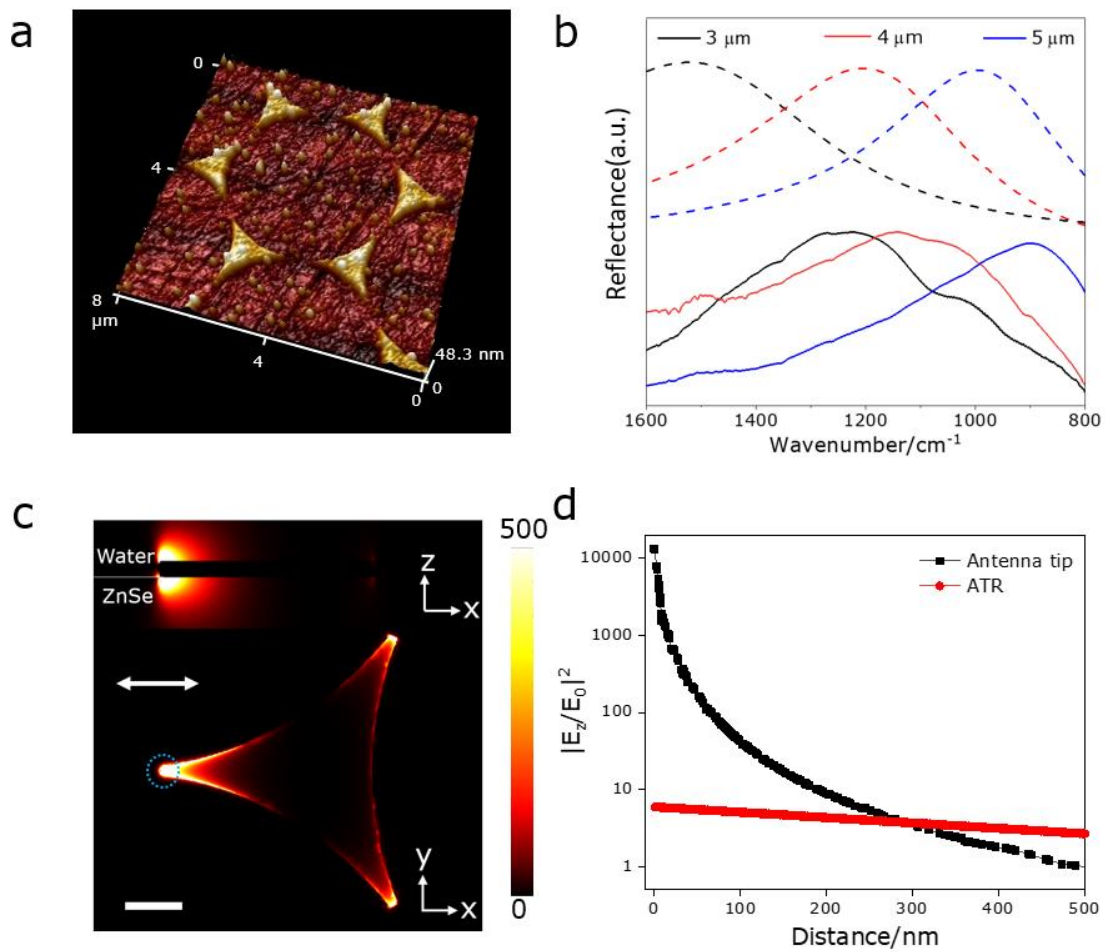 a
0
4
8
μm
4
0
0
48.3 nm
b
3 μm
4 μm
5 μm
Reflectance(a.u.)
1600
1400
1200
1000
800
Wavenumber/cm⁻¹
c
Water
ZnSe
z
x
y
x
500
0
d
10000
1000
100
10
1
|E_z/E_0|²
Antenna tip
ATR
0
100
200
300
400
500
Distance/nm